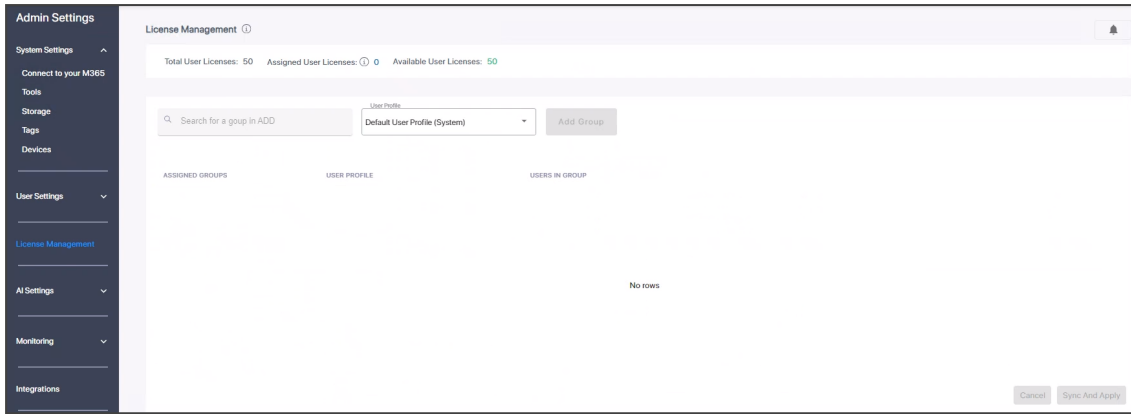 Admin Settings
System Settings
Connect to your M365
Tools
Storage
Tags
Devices
User Settings
License Management
AI Settings
Monitoring
Integrations
License Management
Total User Licenses: 50 Assigned User Licenses: 0 Available User Licenses: 50
Search for a goup in ADD
User Profile
Default User Profile (System)
Add Group
ASSIGNED GROUPS USER PROFILE USERS IN GROUP
No rows
Cancel Sync And Apply